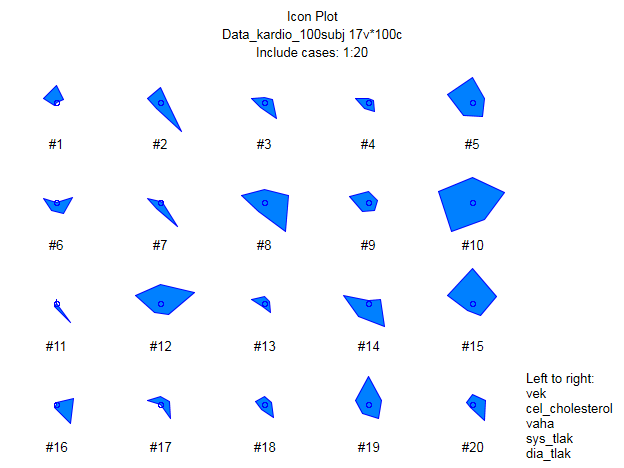 Icon Plot
Data_kardio_100subj 17v*100c
Include cases: 1:20
#1 #2 #3 #4 #5
#6 #7 #8 #9 #10
#11 #12 #13 #14 #15
#16 #17 #18 #19 #20
Left to right:
vek
cel_cholesterol
vaha
sys_tlak
dia_tlak